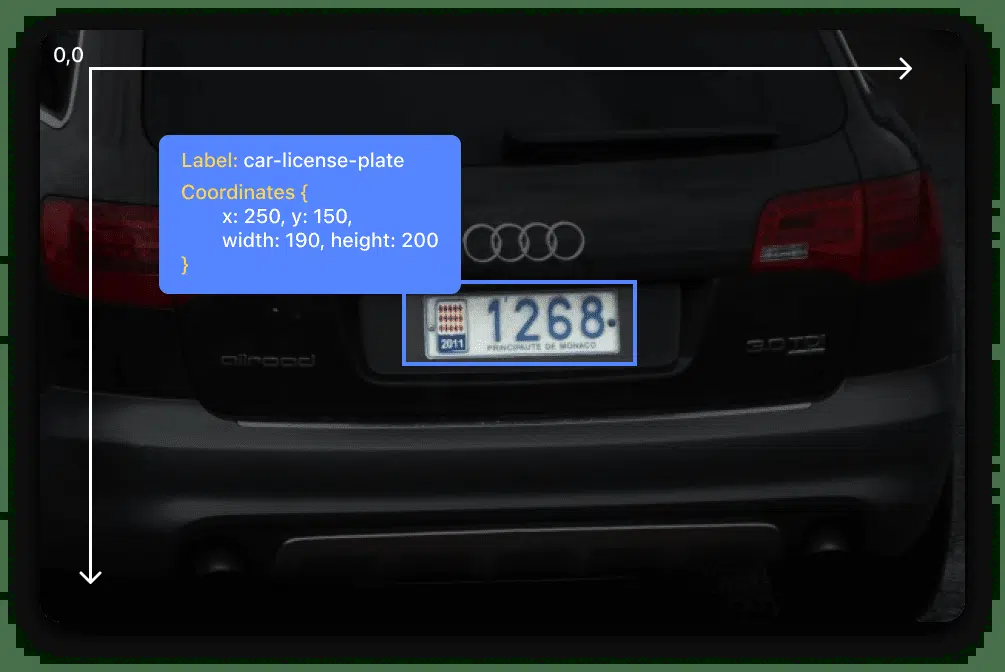 0,0
Label: car-license-plate
Coordinates {
x: 250, y: 150,
width: 190, height: 200
}
1268
2011
PRINCIPAUTE DE MONACO
allroad
3.0 TDI